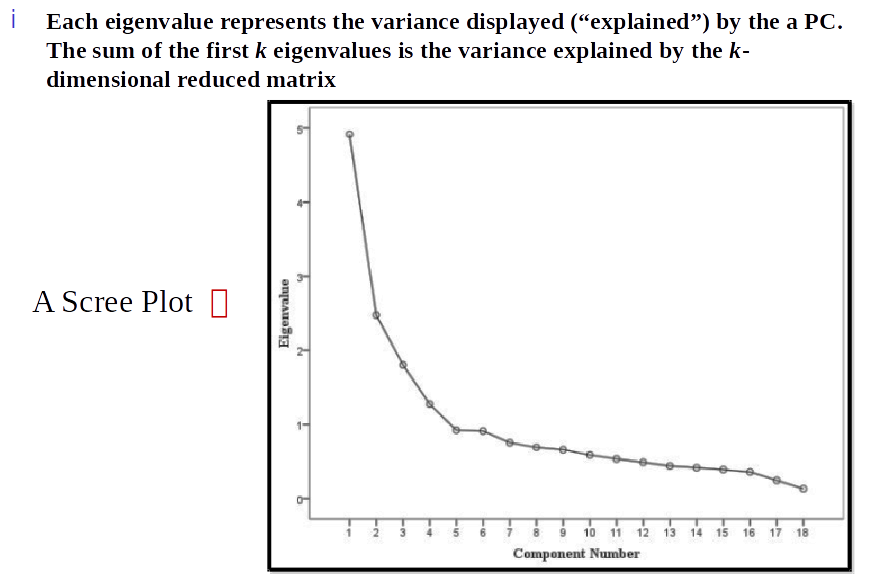 i Each eigenvalue represents the variance displayed (“explained”) by the a PC.
The sum of the first k eigenvalues is the variance explained by the k-
dimensional reduced matrix
A Scree Plot
Eigenvalue
5
4
3
2
1
0
1 2 3 4 5 6 7 8 9 10 11 12 13 14 15 16 17 18
Component Number